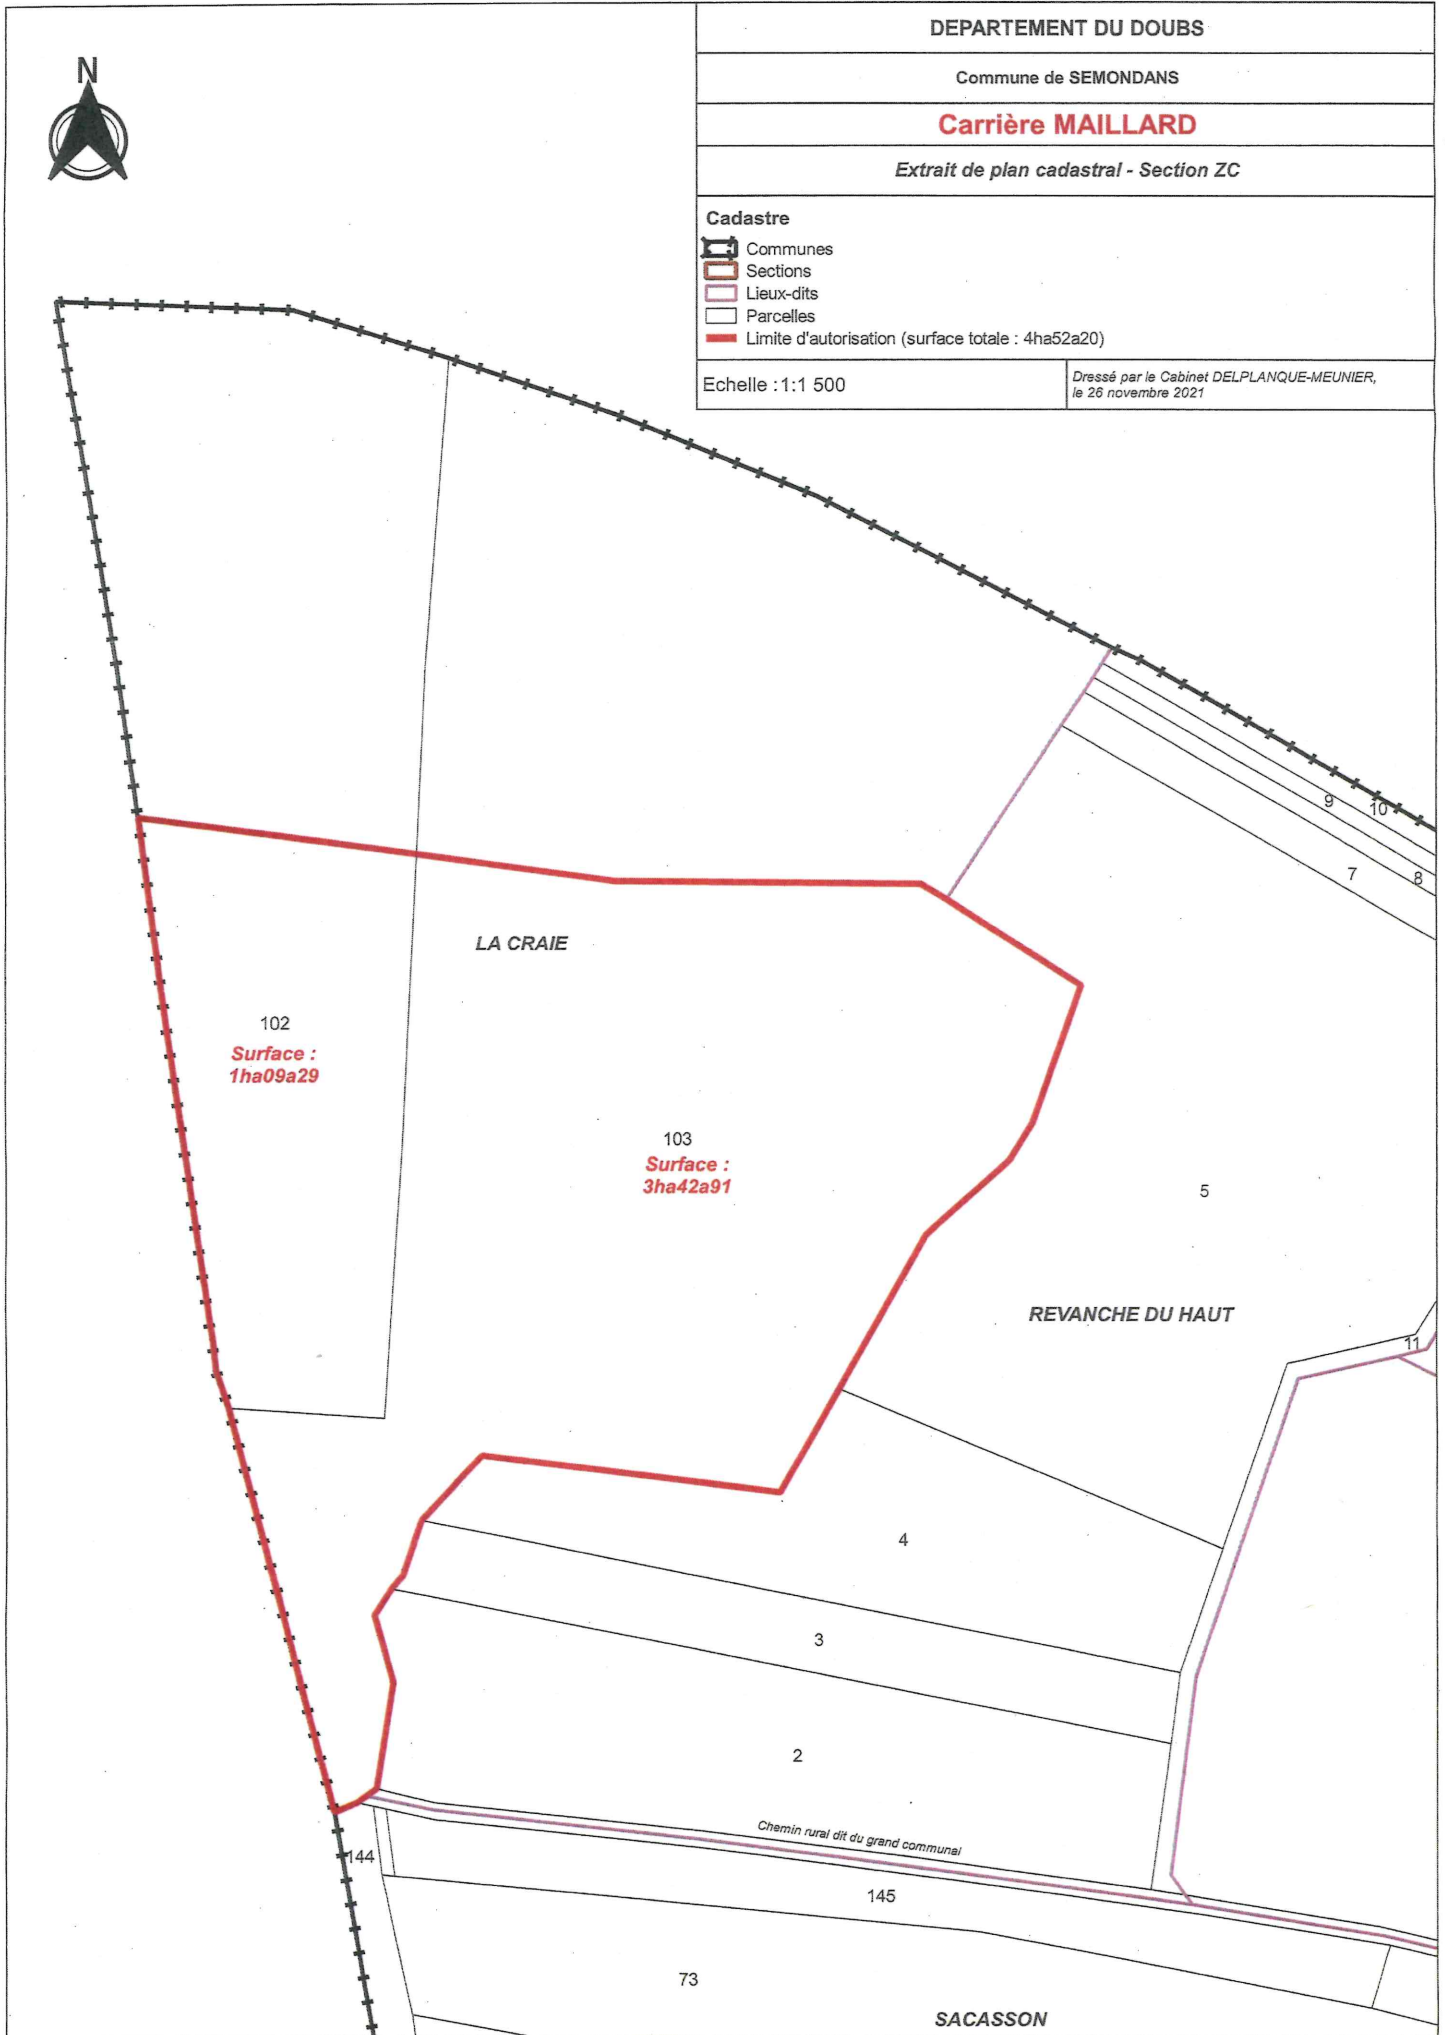 N
DEPARTEMENT DU DOUBS
Commune de SEMONDANS
Carrière MAILLARD
Extrait de plan cadastral - Section ZC
Cadastre
Communes
Sections
Lieux-dits
Parcelles
Limite d'autorisation (surface totale : 4ha52a20)
Echelle :1:1 500
Dressé par le Cabinet DELPLANQUE-MEUNIER,
le 26 novembre 2021
9
10
7
8
LA CRAIE
102
Surface :
1ha09a29
103
Surface :
3ha42a91
5
REVANCHE DU HAUT
11
4
3
2
Chemin rural dit du grand communal
144
145
73
SACASSON